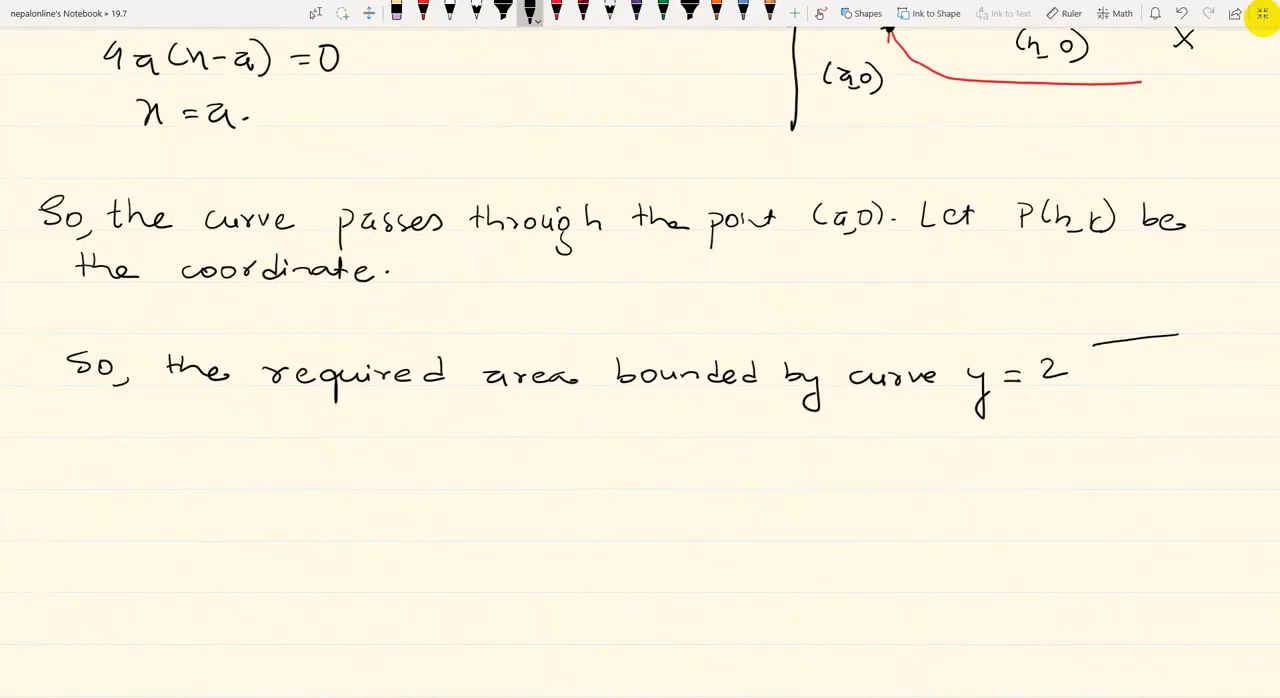 nepalonline's Notebook » 19.7
Shapes Ink to Shape Ink to Text Ruler Math
4a(x-a) = 0
x = a.
(a,0)
(h, 0)
X
So, the curve passes through the point (a,0). Let P(h,k) be
the coordinate.
So, the required area bounded by curve y = 2